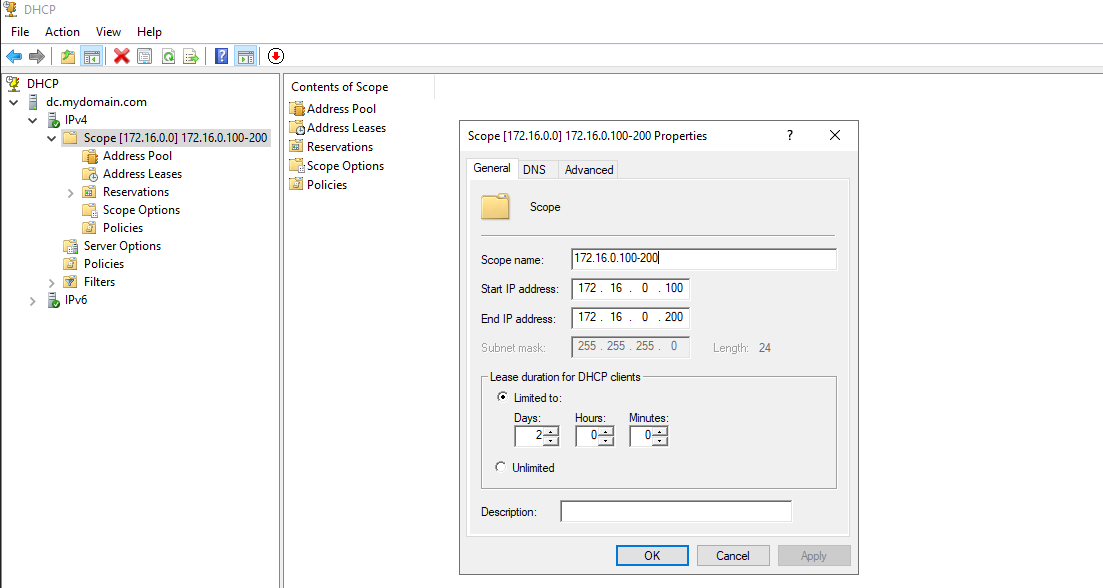 DHCP
File Action View Help
DHCP
dc.mydomain.com
IPv4
Scope [172.16.0.0] 172.16.0.100-200
Address Pool
Address Leases
Reservations
Scope Options
Policies
Server Options
Policies
Filters
IPv6
Contents of Scope
Address Pool
Address Leases
Reservations
Scope Options
Policies
Scope [172.16.0.0] 172.16.0.100-200 Properties
General DNS Advanced
Scope
Scope name: 172.16.0.100-200
Start IP address: 172 . 16 . 0 . 100
End IP address: 172 . 16 . 0 . 200
Subnet mask: 255 . 255 . 255 . 0 Length: 24
Lease duration for DHCP clients
Limited to:
Days: Hours: Minutes:
2 0 0
Unlimited
Description:
OK Cancel Apply